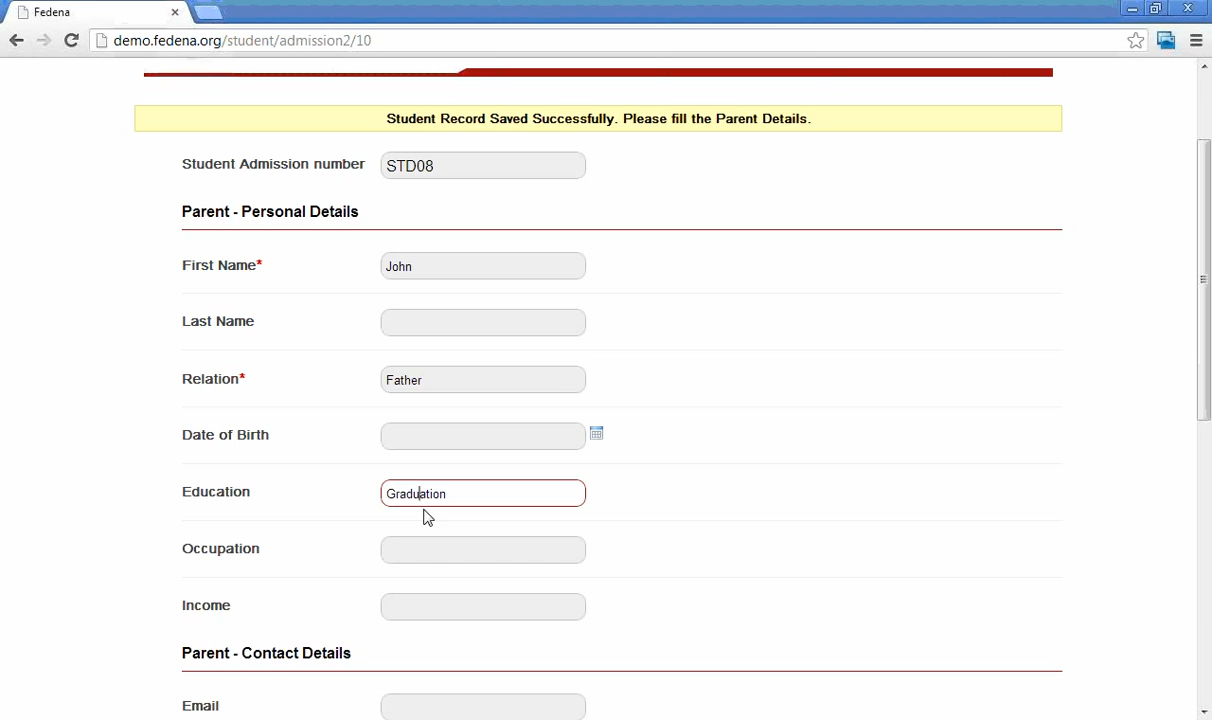 Fedena
demo.fedena.org/student/admission2/10
Student Record Saved Successfully. Please fill the Parent Details.
Student Admission number STD08
Parent - Personal Details
First Name* John
Last Name
Relation* Father
Date of Birth
Education Graduation
Occupation
Income
Parent - Contact Details
Email